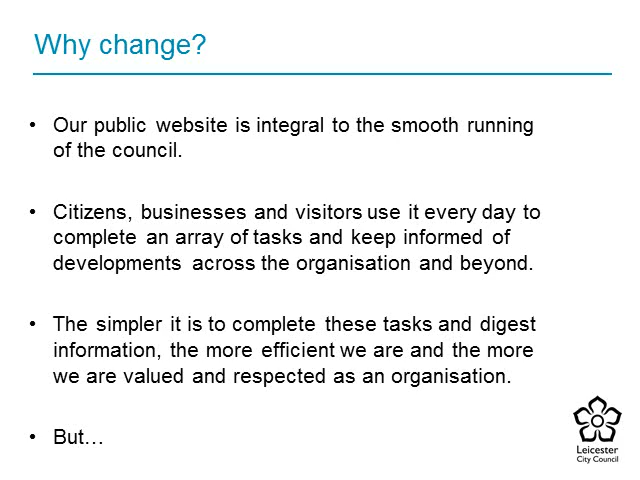 Why change?
• Our public website is integral to the smooth running
of the council.
• Citizens, businesses and visitors use it every day to
complete an array of tasks and keep informed of
developments across the organisation and beyond.
• The simpler it is to complete these tasks and digest
information, the more efficient we are and the more
we are valued and respected as an organisation.
• But…
Leicester
City Council